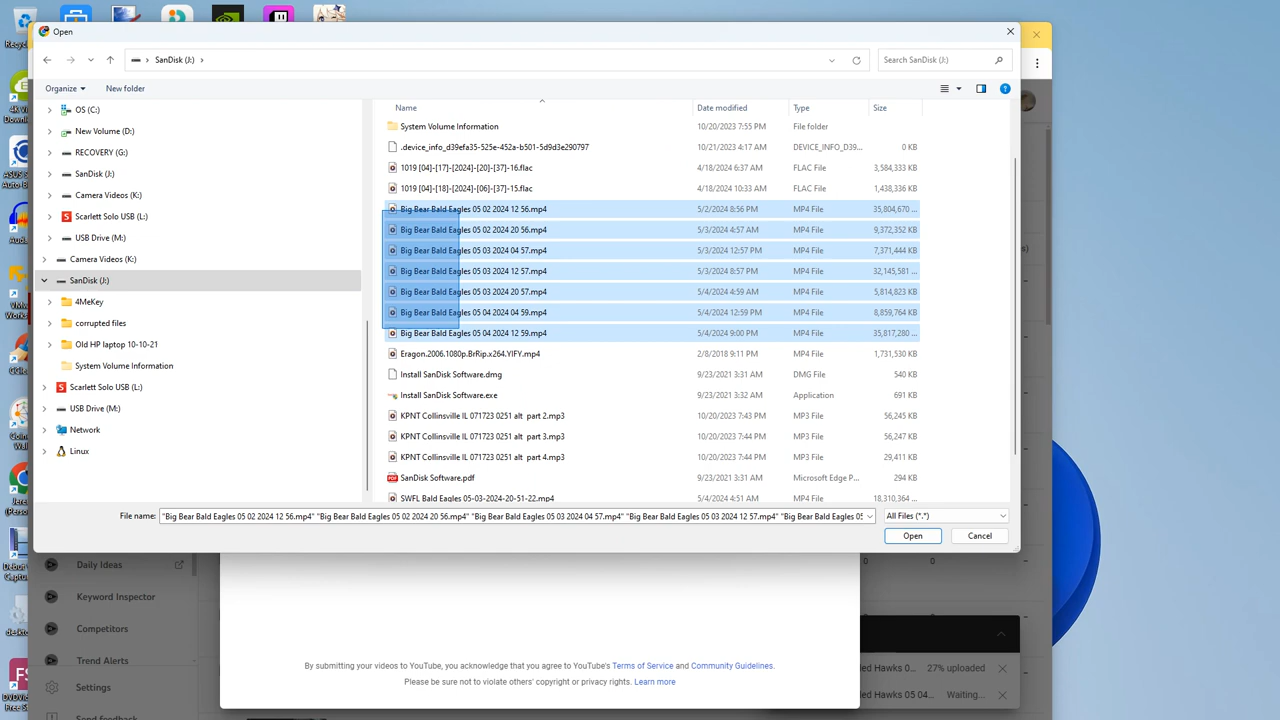 Open
SanDisk (J:)
Search SanDisk (J:)
Organize
New folder
OS (C:)
New Volume (D:)
RECOVERY (G:)
SanDisk (J:)
Camera Videos (K:)
Scarlett Solo USB (L:)
USB Drive (M:)
Camera Videos (K:)
SanDisk (J:)
4MeKey
corrupted files
Old HP laptop 10-10-21
System Volume Information
Scarlett Solo USB (L:)
USB Drive (M:)
Network
Linux
Name Date modified Type Size
System Volume Information 10/20/2023 7:55 PM File folder
.device_info_d39efa35-525e-452a-b501-5d9d3e290797 10/21/2023 4:17 AM DEVICE_INFO_D39... 0 KB
1019 [04]-[17]-[2024]-[20]-[37]-16.flac 4/18/2024 6:37 AM FLAC File 3,584,333 KB
1019 [04]-[18]-[2024]-[06]-[37]-15.flac 4/18/2024 10:33 AM FLAC File 1,438,336 KB
Big Bear Bald Eagles 05 02 2024 12 56.mp4 5/2/2024 8:56 PM MP4 File 35,804,670 ...
Big Bear Bald Eagles 05 02 2024 20 56.mp4 5/3/2024 4:57 AM MP4 File 9,372,352 KB
Big Bear Bald Eagles 05 03 2024 04 57.mp4 5/3/2024 12:57 PM MP4 File 7,371,444 KB
Big Bear Bald Eagles 05 03 2024 12 57.mp4 5/3/2024 8:57 PM MP4 File 32,145,581 ...
Big Bear Bald Eagles 05 03 2024 20 57.mp4 5/4/2024 4:59 AM MP4 File 5,814,823 KB
Big Bear Bald Eagles 05 04 2024 04 59.mp4 5/4/2024 12:59 PM MP4 File 8,859,764 KB
Big Bear Bald Eagles 05 04 2024 12 59.mp4 5/4/2024 9:00 PM MP4 File 35,817,280 ...
Eragon.2006.1080p.BrRip.x264.YIFY.mp4 2/8/2018 9:11 PM MP4 File 1,731,530 KB
Install SanDisk Software.dmg 9/23/2021 3:31 AM DMG File 540 KB
Install SanDisk Software.exe 9/23/2021 3:32 AM Application 691 KB
KPNT Collinsville IL 071723 0251 alt part 2.mp3 10/20/2023 7:43 PM MP3 File 56,245 KB
KPNT Collinsville IL 071723 0251 alt part 3.mp3 10/20/2023 7:44 PM MP3 File 56,247 KB
KPNT Collinsville IL 071723 0251 alt part 4.mp3 10/20/2023 7:44 PM MP3 File 29,411 KB
SanDisk Software.pdf 9/23/2021 3:31 AM Microsoft Edge P... 294 KB
SWFL Bald Eagles 05-03-2024-20-51-22.mp4 5/4/2024 4:51 AM MP4 File 18,310,364 ...
File name: "Big Bear Bald Eagles 05 02 2024 12 56.mp4" "Big Bear Bald Eagles 05 02 2024 20 56.mp4" "Big Bear Bald Eagles 05 03 2024 04 57.mp4" "Big Bear Bald Eagles 05 03 2024 12 57.mp4" "Big Bear Bald Eagles 05
All Files (*.*)
Open
Cancel
Daily Ideas
Keyword Inspector
Competitors
Trend Alerts
Settings
Send feedback
By submitting your videos to YouTube, you acknowledge that you agree to YouTube's Terms of Service and Community Guidelines.
Please be sure not to violate others' copyright or privacy rights. Learn more
led Hawks 0... 27% uploaded
led Hawks 05 04... Waiting...